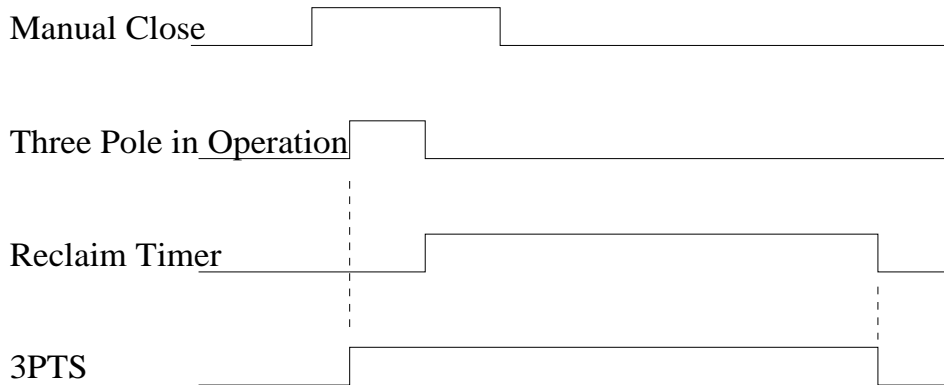 Manual Close
Three Pole in Operation
Reclaim Timer
3PTS